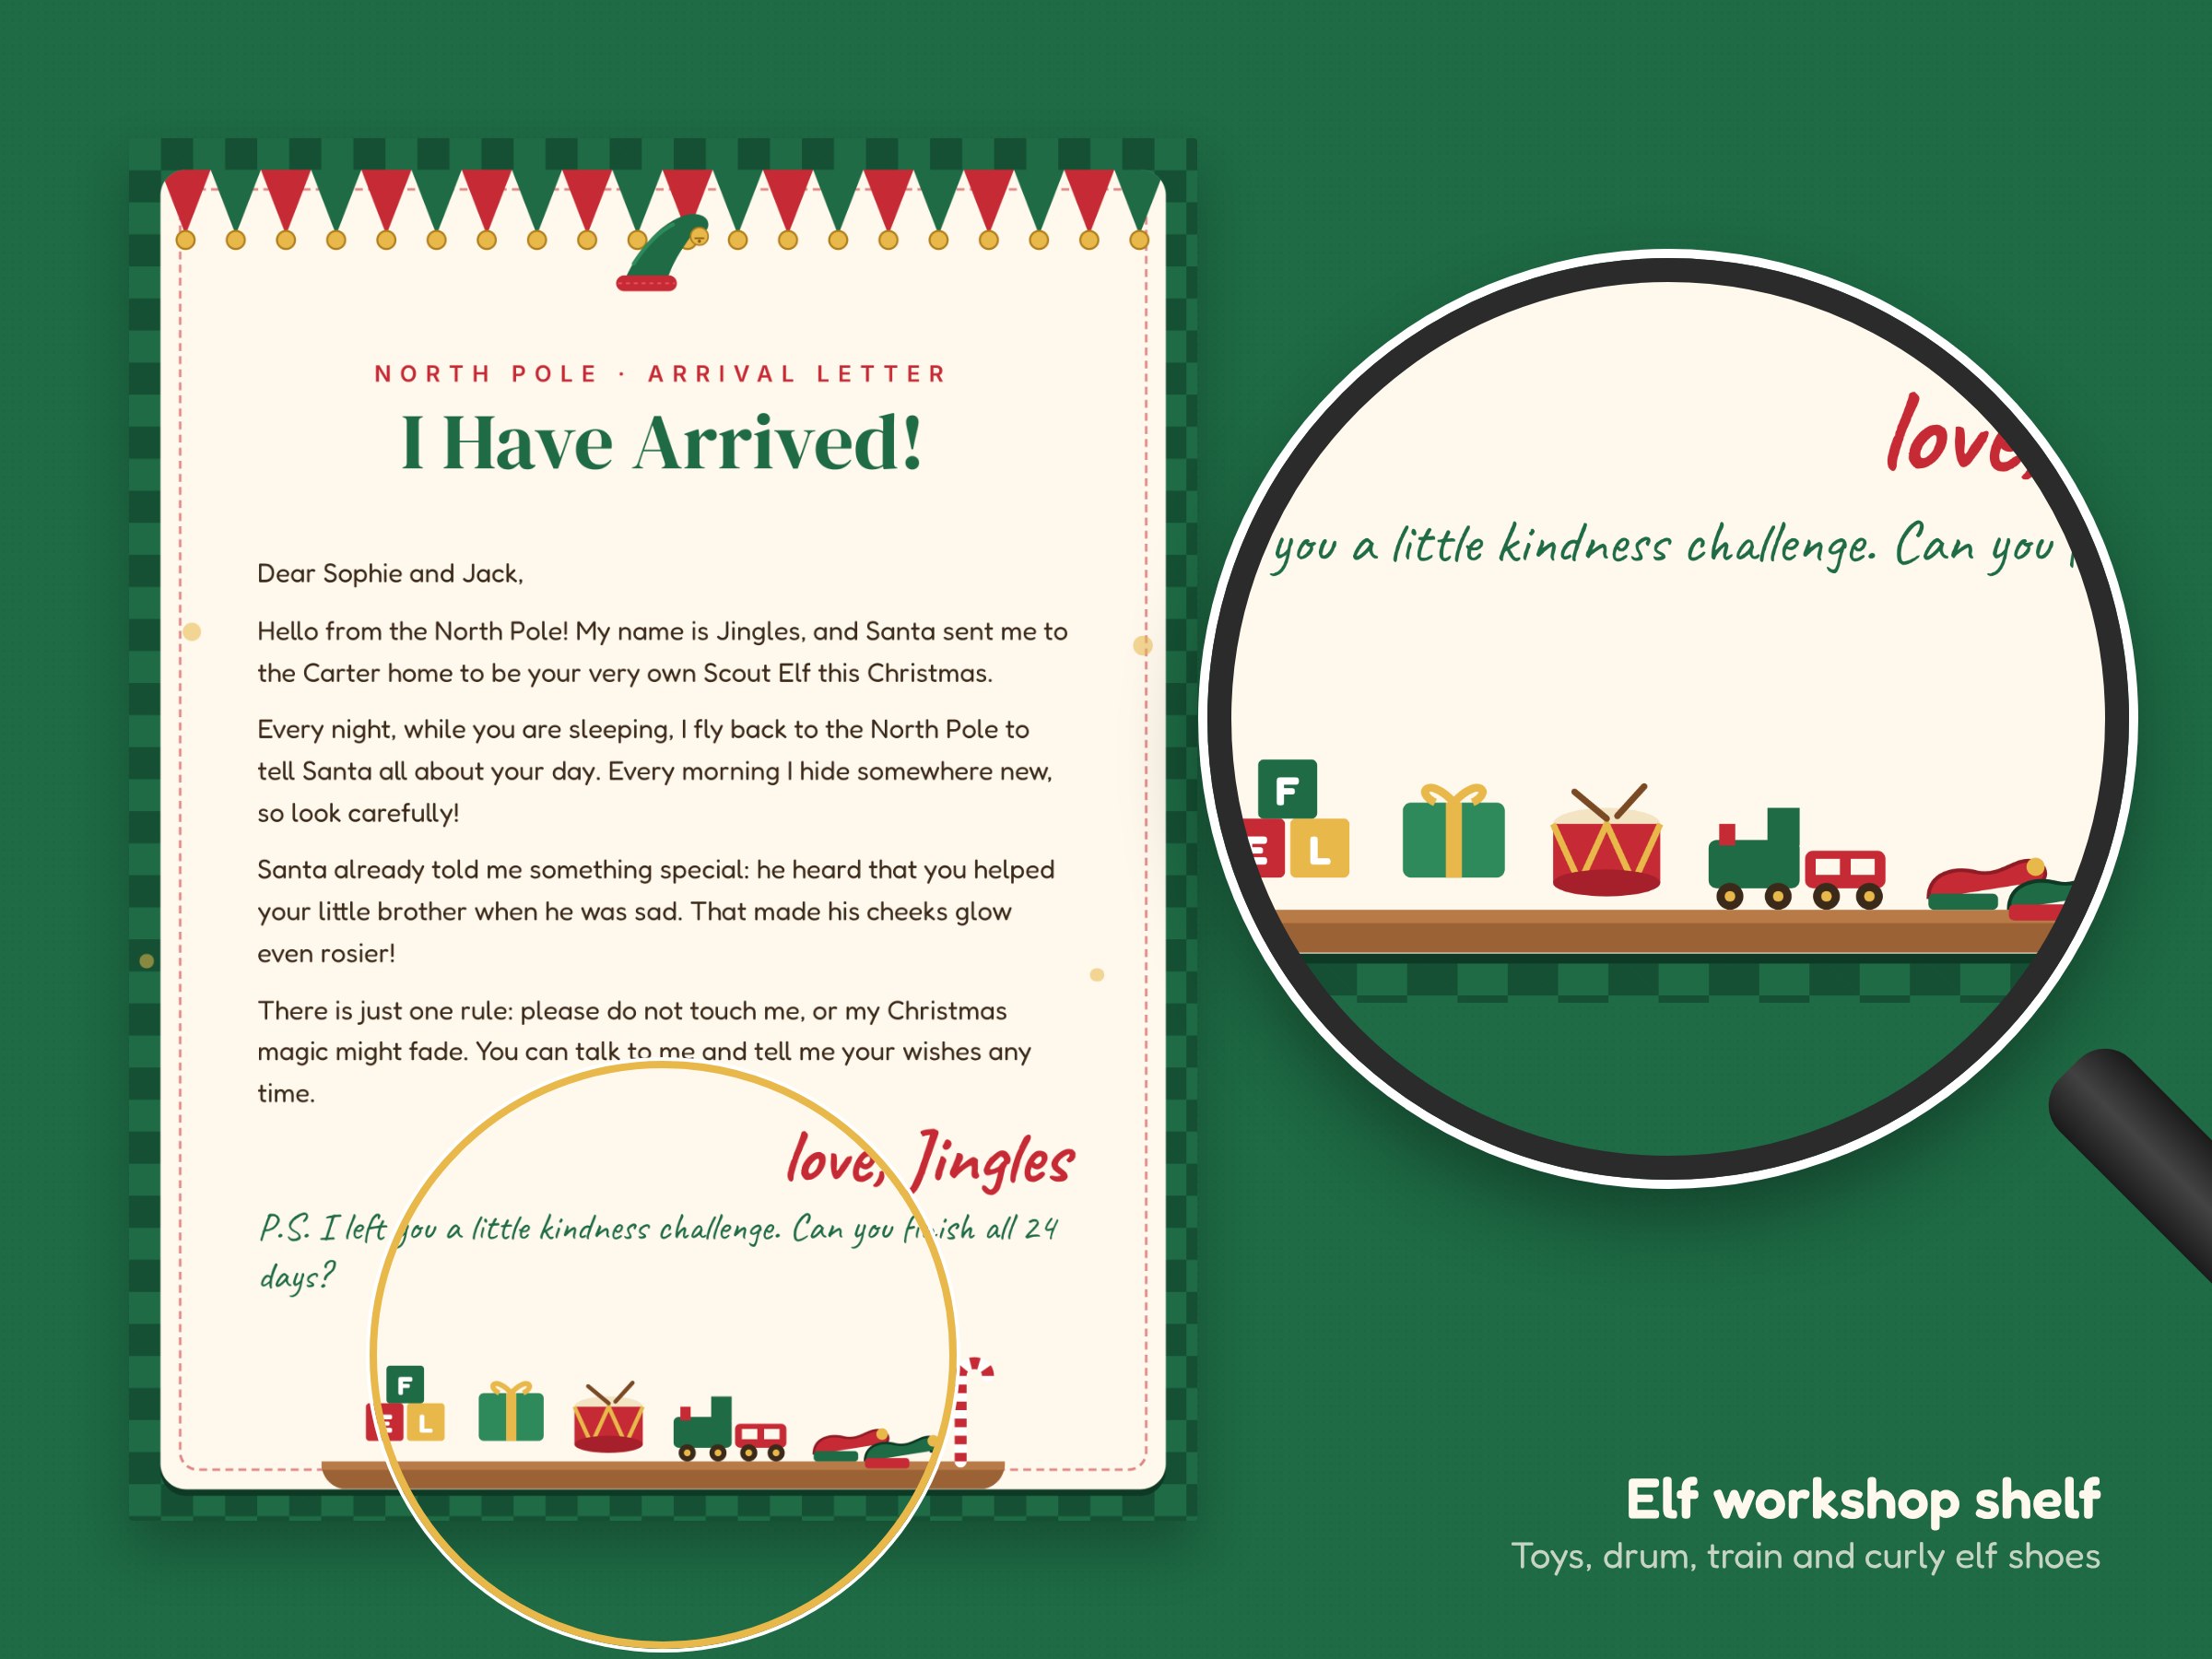 NORTH POLE · ARRIVAL LETTER
I Have Arrived!
Dear Sophie and Jack,
Hello from the North Pole! My name is Jingles, and Santa sent me to
the Carter home to be your very own Scout Elf this Christmas.
Every night, while you are sleeping, I fly back to the North Pole to
tell Santa all about your day. Every morning I hide somewhere new,
so look carefully!
Santa already told me something special: he heard that you helped
your little brother when he was sad. That made his cheeks glow
even rosier!
There is just one rule: please do not touch me, or my Christmas
magic might fade. You can talk to me and tell me your wishes any
time.
love, Jingles
P.S. I left you a little kindness challenge. Can you finish all 24
days?
F
E L
love,
you a little kindness challenge. Can you
F
E L
Elf workshop shelf
Toys, drum, train and curly elf shoes